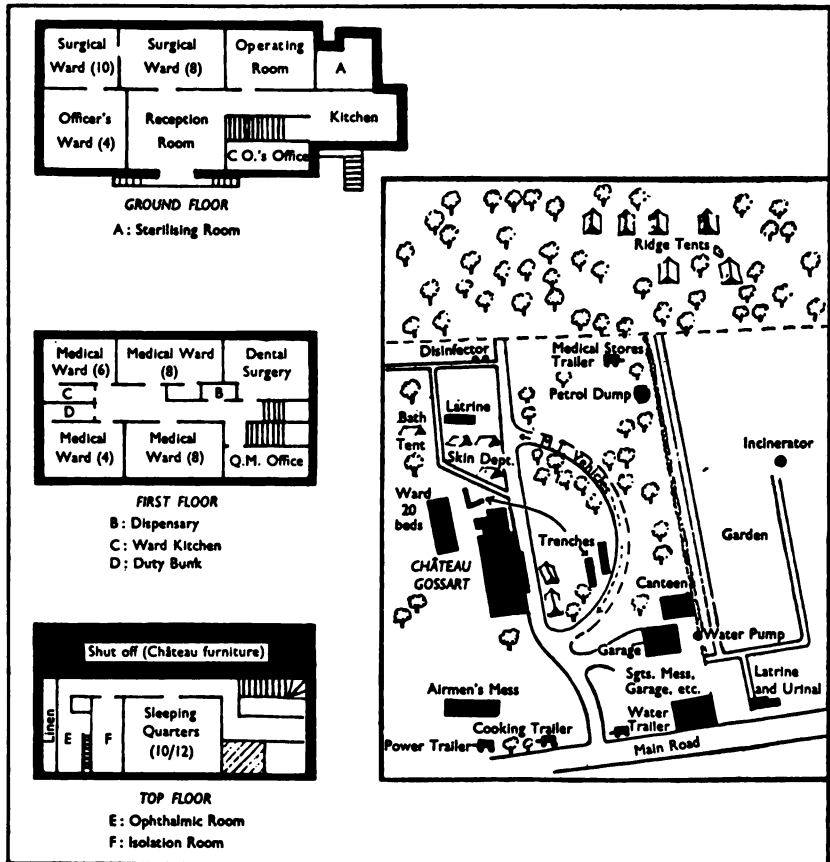 Surgical
Ward (10)
Surgical
Ward (8)
Operating
Room
A
Officer's
Ward (4)
Reception
Room
Kitchen
C O.'s Office
GROUND FLOOR
A : Sterilising Room
Medical
Ward (6)
Medical Ward
(8)
Dental
Surgery
C
B
D
Medical
Ward (4)
Medical
Ward (8)
Q.M. Office
FIRST FLOOR
B : Dispensary
C : Ward Kitchen
D : Duty Bunk
Shut off (Château furniture)
Linen
E
F
Sleeping
Quarters
(10/12)
TOP FLOOR
E : Ophthalmic Room
F : Isolation Room
Ridge Tents
Disinfector
Medical Stores
Trailer
Petrol Dump
Latrine
Bath
Tent
Skin Dept.
M T Vehicles
Incinerator
Ward
20
beds
Trenches
Garden
CHÂTEAU
GOSSART
Canteen
Water Pump
Garage
Sgts. Mess,
Garage, etc.
Latrine
and Urinal
Airmen's Mess
Water
Trailer
Cooking Trailer
Power Trailer
Main Road